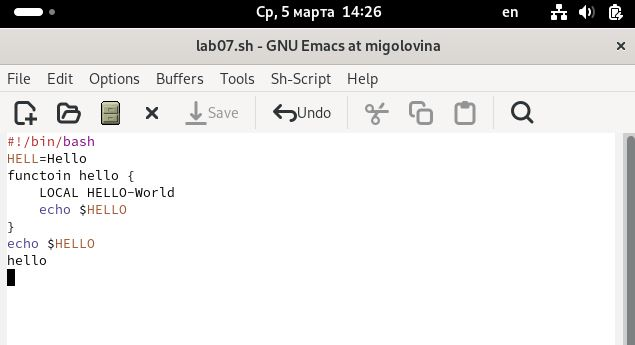 Ср, 5 марта 14:26 en
lab07.sh - GNU Emacs at migolovina ×
File Edit Options Buffers Tools Sh-Script Help
Save Undo
#!/bin/bash
HELL=Hello
functoin hello {
    LOCAL HELLO-World
    echo $HELLO
}
echo $HELLO
hello